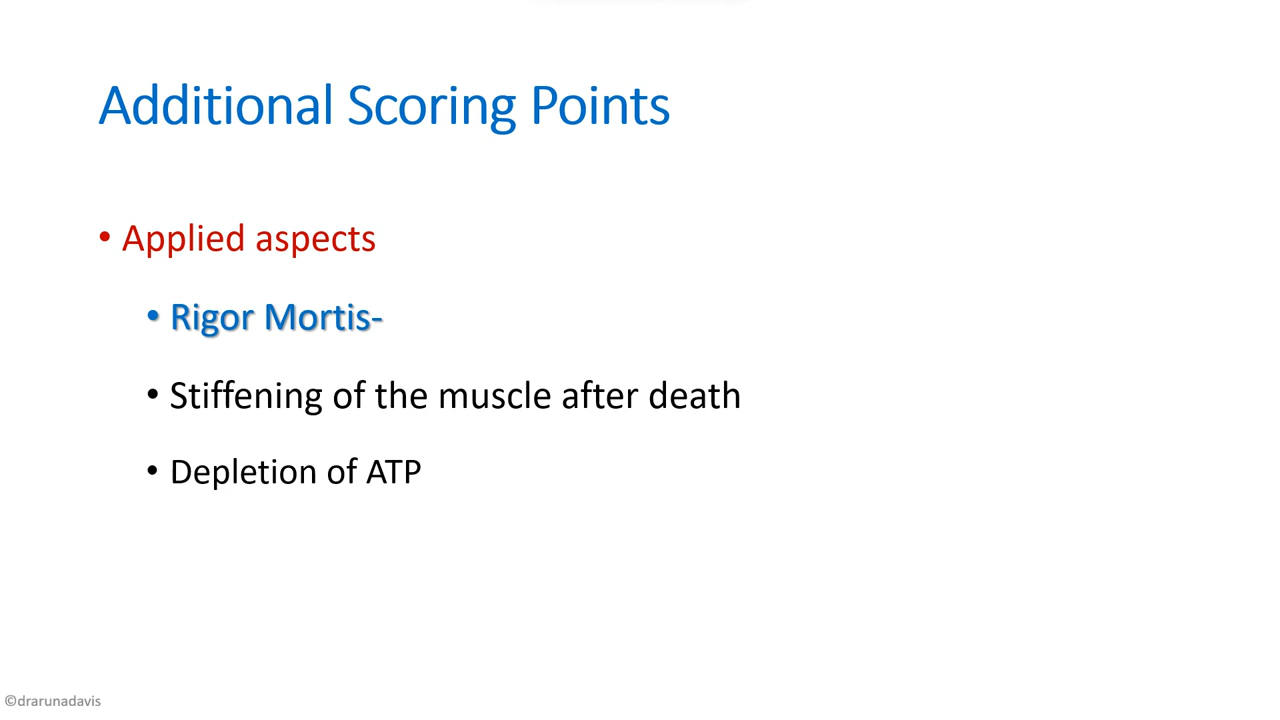 Additional Scoring Points
• Applied aspects
• Rigor Mortis-
• Stiffening of the muscle after death
• Depletion of ATP
©drarunadavis